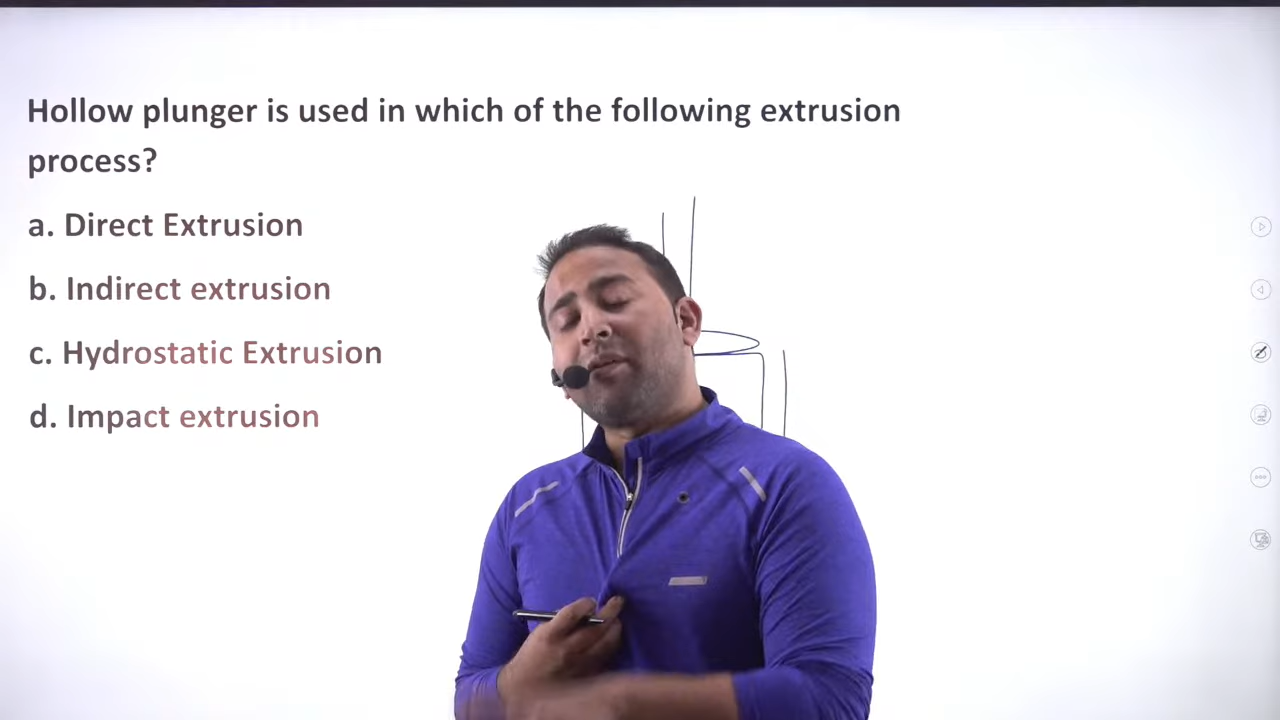 Hollow plunger is used in which of the following extrusion
process?
a. Direct Extrusion
b. Indirect extrusion
c. Hydrostatic Extrusion
d. Impact extrusion